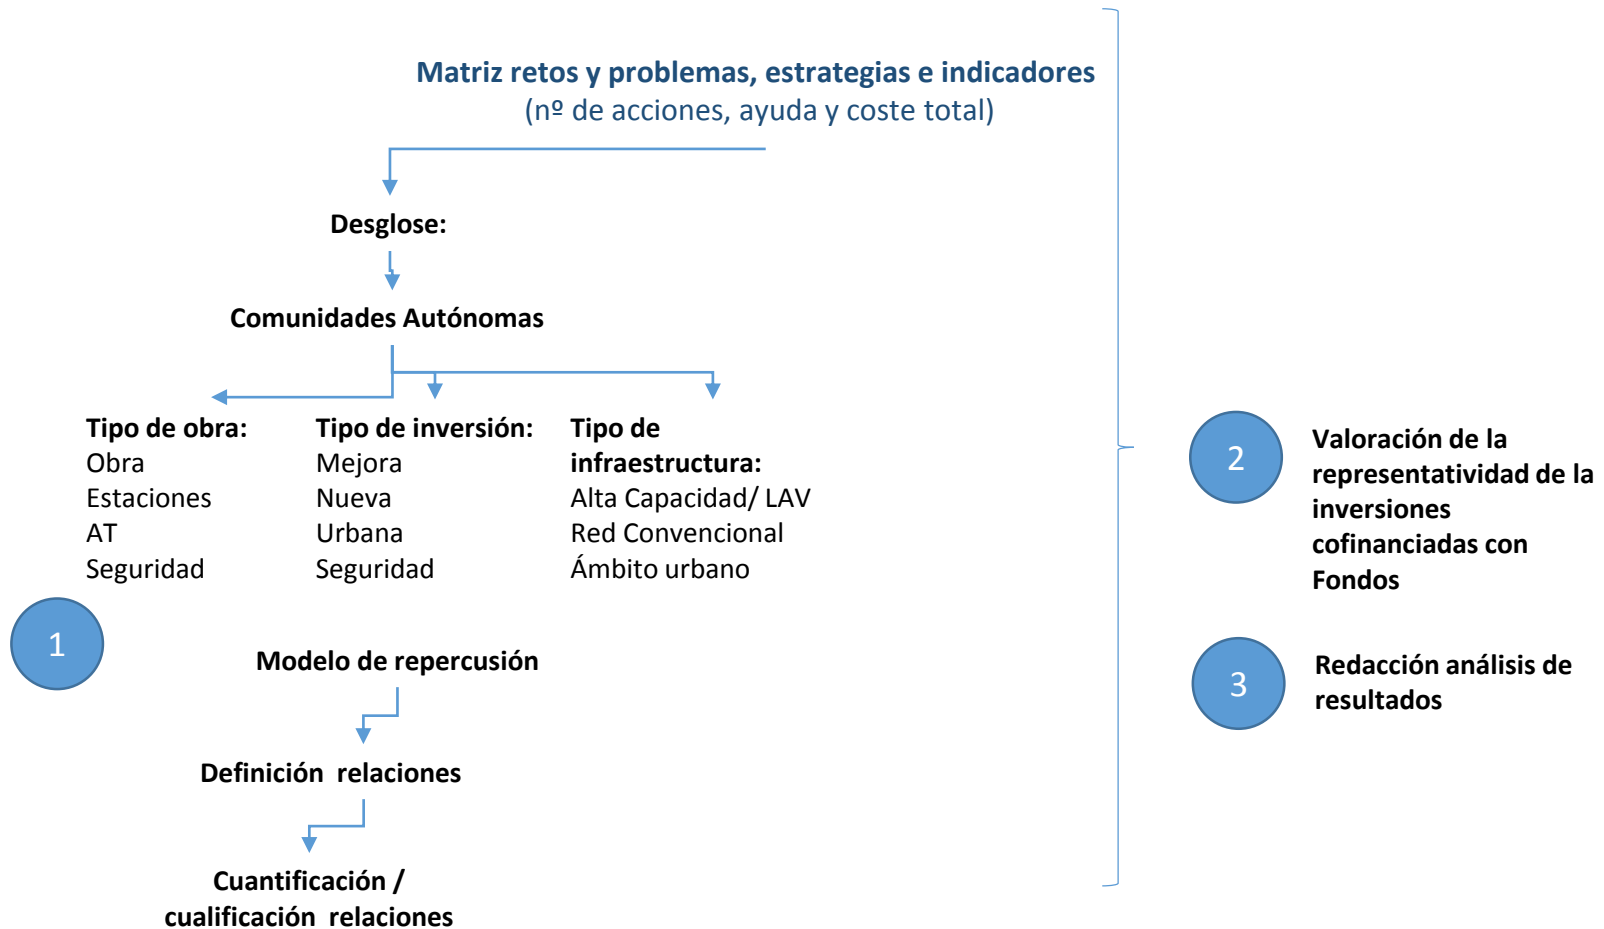 Matriz retos y problemas, estrategias e indicadores
(nº de acciones, ayuda y coste total)
Desglose:
Comunidades Autónomas
Tipo de obra:
Obra
Estaciones
AT
Seguridad
Tipo de inversión:
Mejora
Nueva
Urbana
Seguridad
Tipo de
infraestructura:
Alta Capacidad/ LAV
Red Convencional
Ámbito urbano
1
Modelo de repercusión
Definición relaciones
Cuantificación /
cualificación relaciones
2
Valoración de la
representatividad de la
inversiones
cofinanciadas con
Fondos
3
Redacción análisis de
resultados